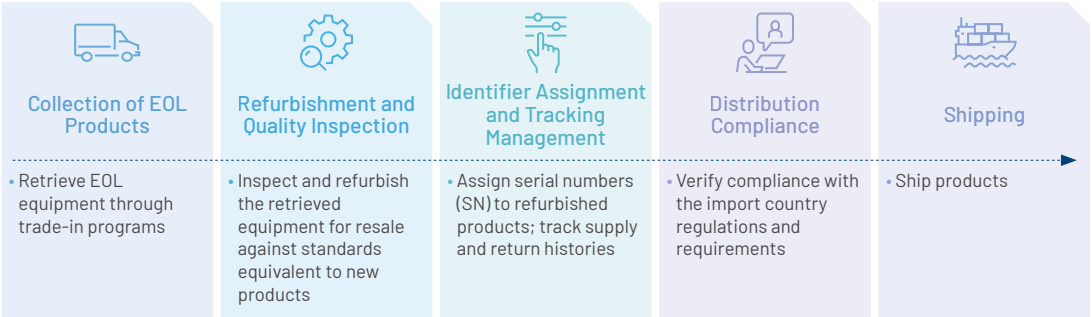 Collection of EOL
Products
• Retrieve EOL
equipment through
trade-in programs
Refurbishment and
Quality Inspection
• Inspect and refurbish
the retrieved
equipment for resale
against standards
equivalent to new
products
Identifier Assignment
and Tracking
Management
• Assign serial numbers
(SN) to refurbished
products; track supply
and return histories
Distribution
Compliance
• Verify compliance with
the import country
regulations and
requirements
Shipping
• Ship products